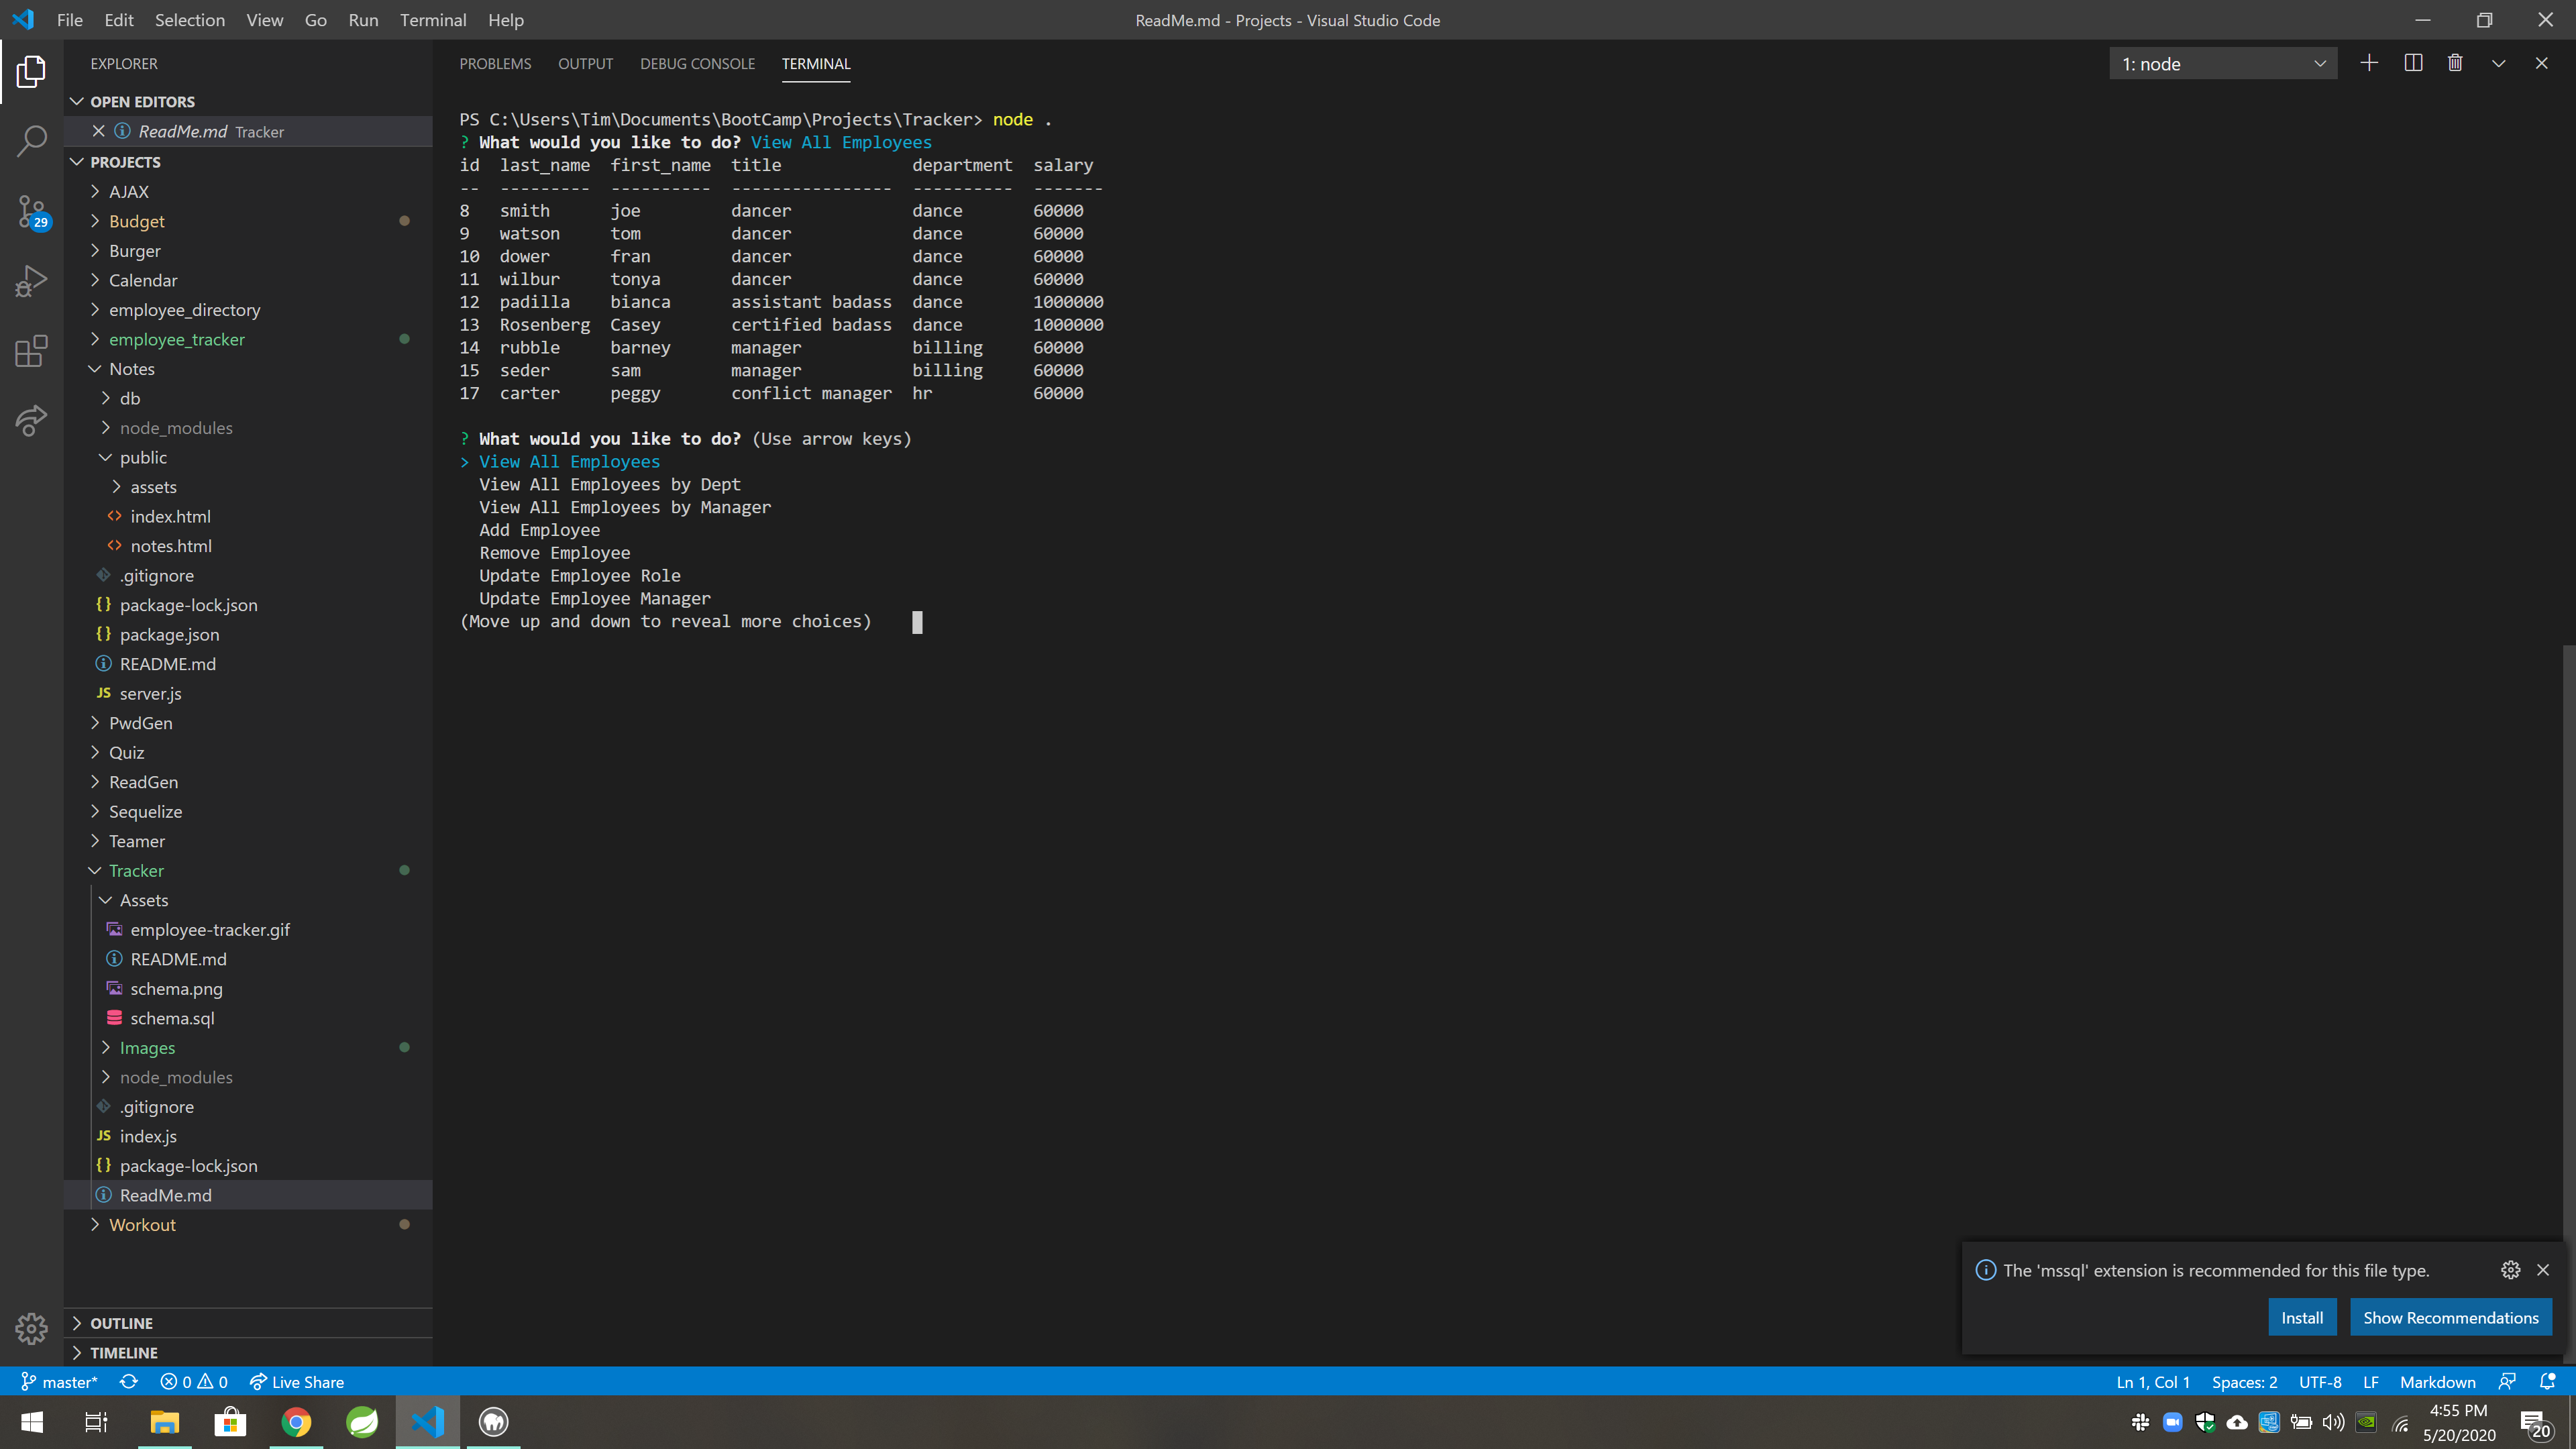 File Edit Selection View Go Run Terminal Help
ReadMe.md - Projects - Visual Studio Code
EXPLORER
OPEN EDITORS
ReadMe.md Tracker
PROJECTS
AJAX
Budget
Burger
Calendar
employee_directory
employee_tracker
Notes
db
node_modules
public
assets
index.html
notes.html
.gitignore
package-lock.json
package.json
README.md
server.js
PwdGen
Quiz
ReadGen
Sequelize
Teamer
Tracker
Assets
employee-tracker.gif
README.md
schema.png
schema.sql
Images
node_modules
.gitignore
index.js
package-lock.json
ReadMe.md
Workout
OUTLINE
TIMELINE
29
PROBLEMS OUTPUT DEBUG CONSOLE TERMINAL
1: node
PS C:\Users\Tim\Documents\BootCamp\Projects\Tracker> node .
? What would you like to do? View All Employees
id last_name first_name title department salary
-- --------- ---------- ---------------- ---------- -------
8 smith joe dancer dance 60000
9 watson tom dancer dance 60000
10 dower fran dancer dance 60000
11 wilbur tonya dancer dance 60000
12 padilla bianca assistant badass dance 1000000
13 Rosenberg Casey certified badass dance 1000000
14 rubble barney manager billing 60000
15 seder sam manager billing 60000
17 carter peggy conflict manager hr 60000
? What would you like to do? (Use arrow keys)
> View All Employees
View All Employees by Dept
View All Employees by Manager
Add Employee
Remove Employee
Update Employee Role
Update Employee Manager
(Move up and down to reveal more choices)
The 'mssql' extension is recommended for this file type.
Install Show Recommendations
master* 0 0 Live Share
Ln 1, Col 1 Spaces: 2 UTF-8 LF Markdown
4:55 PM
5/20/2020
20